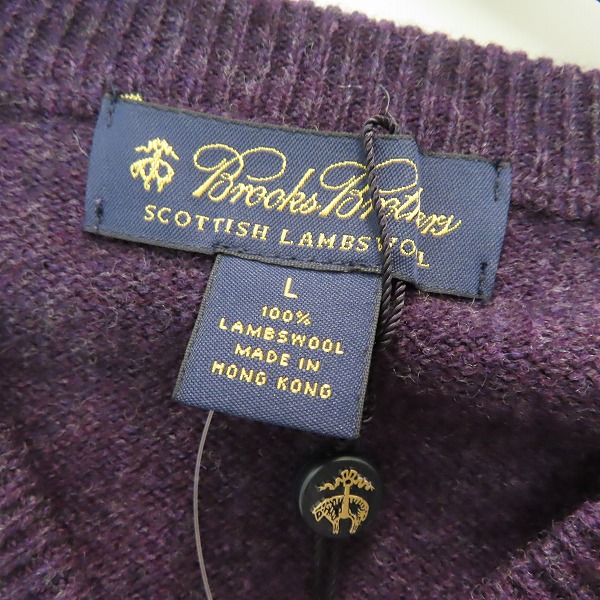 Brooks Brothers
SCOTTISH LAMBSWOOL
L
100%
LAMBSWOOL
MADE IN
HONG KONG